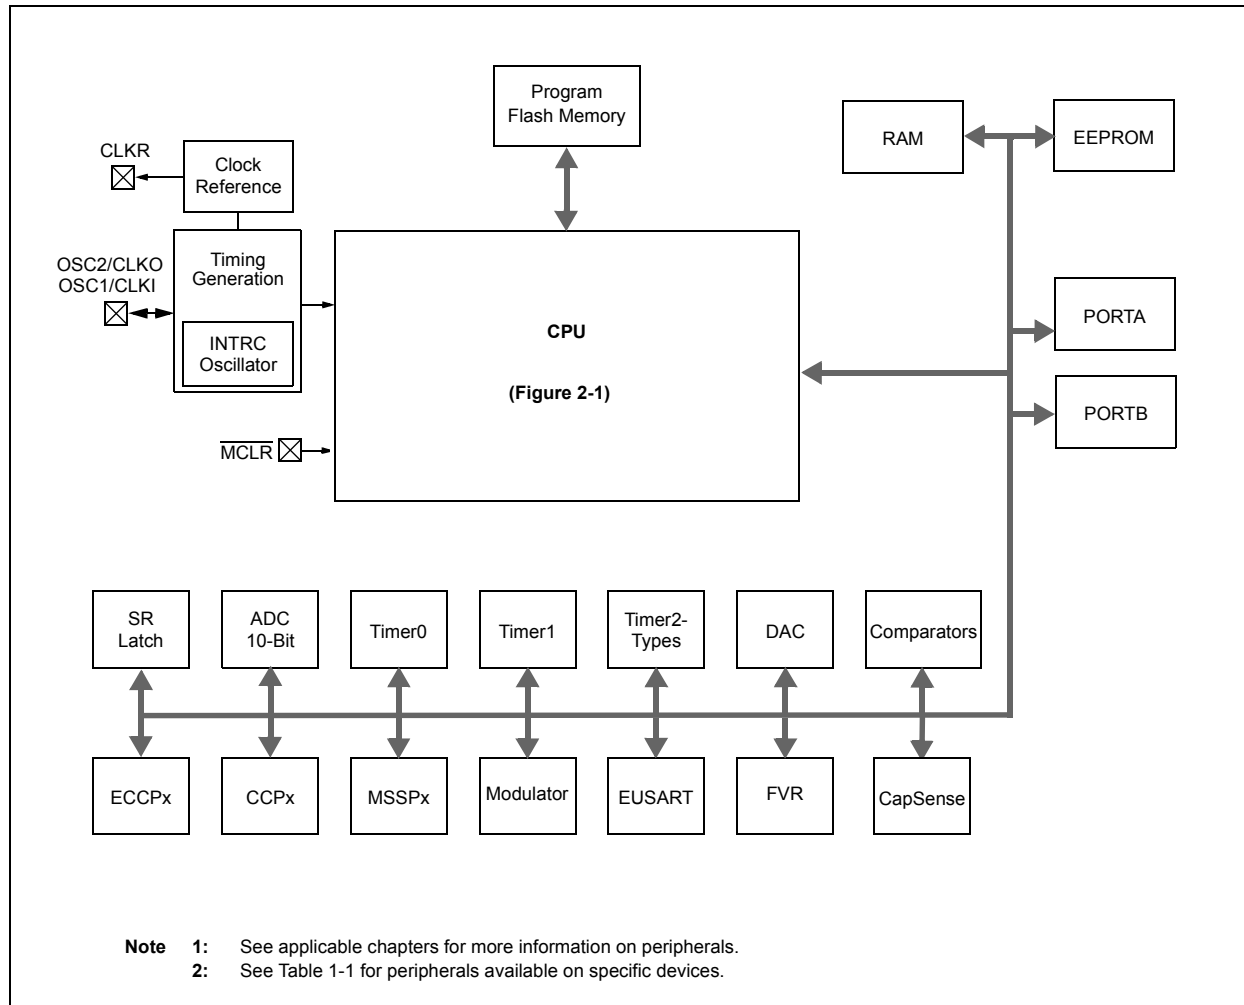 Program
Flash Memory
RAM
EEPROM
CLKR
Clock
Reference
OSC2/CLKO
OSC1/CLKI
Timing
Generation
INTRC
Oscillator
CPU
(Figure 2-1)
PORTA
PORTB
MCLR
SR
Latch
ADC
10-Bit
Timer0
Timer1
Timer2-
Types
DAC
Comparators
ECCPx
CCPx
MSSPx
Modulator
EUSART
FVR
CapSense
Note 1: See applicable chapters for more information on peripherals.
2: See Table 1-1 for peripherals available on specific devices.